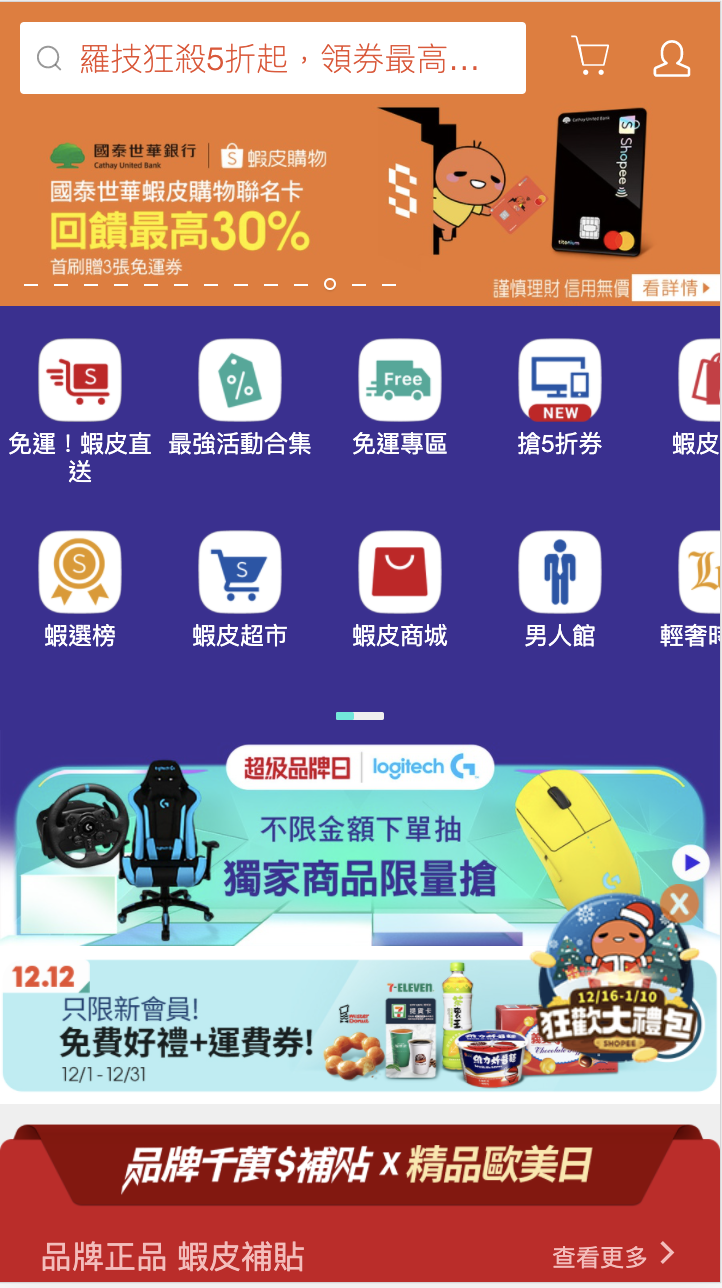 羅技狂殺5折起，領券最高...
國泰世華銀行
Cathay United Bank
S
蝦皮購物
國泰世華蝦皮購物聯名卡
回饋最高30%
首刷贈3張免運券
Cathay United Bank
Shopee
titanium
謹慎理財 信用無價
看詳情
S
%
Free
NEW
免運！蝦皮直送
最強活動合集
免運專區
搶5折券
蝦皮
S
S
蝦選榜
蝦皮超市
蝦皮商城
男人館
輕奢時
超級品牌日
logitech G
不限金額下單抽
獨家商品限量搶
X
12.12
只限新會員!
免費好禮+運費券!
12/1 - 12/31
7-ELEVEN
Mister Donut
12/16-1/10
狂歡大禮包
SHOPEE
品牌千萬$補貼 x 精品歐美日
品牌正品 蝦皮補貼
查看更多